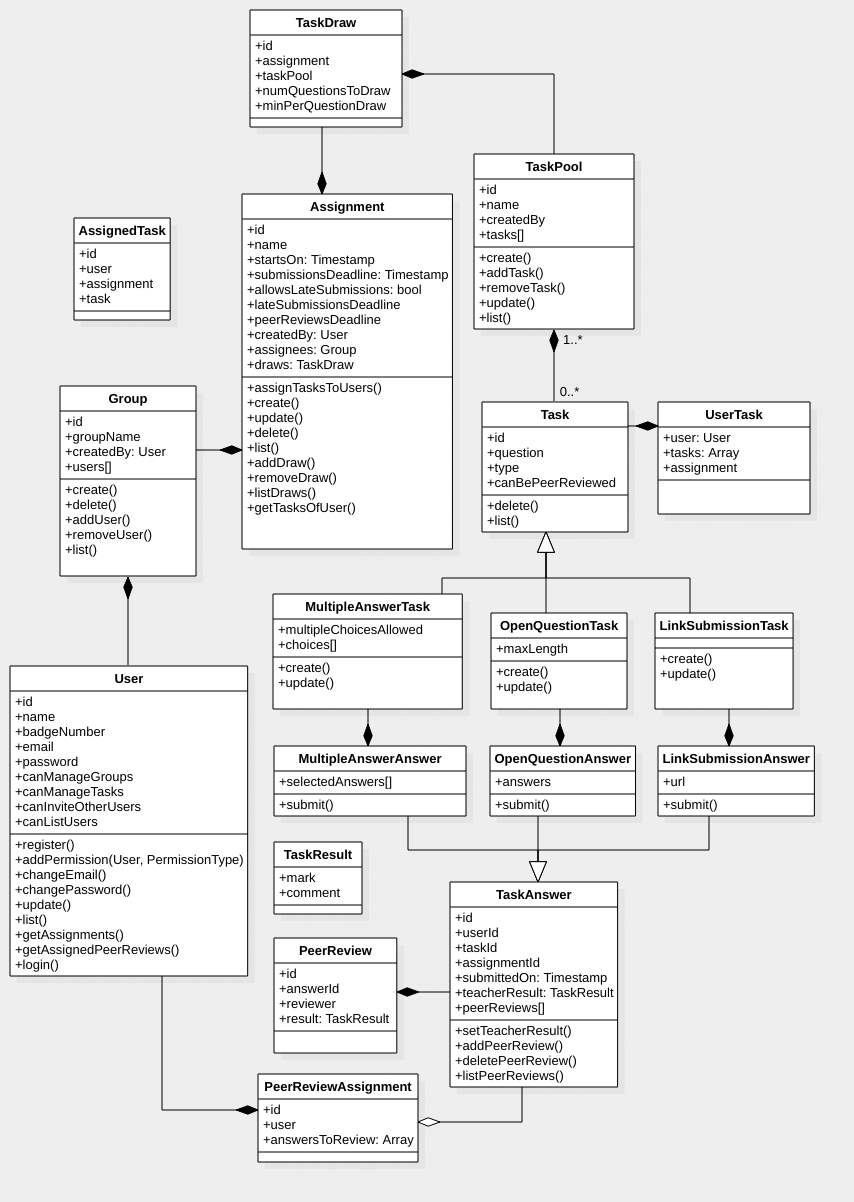 TaskDraw
+id
+assignment
+taskPool
+numQuestionsToDraw
+minPerQuestionDraw
TaskPool
+id
+name
+createdBy
+tasks[]
+create()
+addTask()
+removeTask()
+update()
+list()
1..*
0..*
Assignment
+id
+name
+startsOn: Timestamp
+submissionsDeadline: Timestamp
+allowsLateSubmissions: bool
+lateSubmissionsDeadline
+peerReviewsDeadline
+createdBy: User
+assignees: Group
+draws: TaskDraw
+assignTasksToUsers()
+create()
+update()
+delete()
+list()
+addDraw()
+removeDraw()
+listDraws()
+getTasksOfUser()
AssignedTask
+id
+user
+assignment
+task
Group
+id
+groupName
+createdBy: User
+users[]
+create()
+delete()
+addUser()
+removeUser()
+list()
Task
+id
+question
+type
+canBePeerReviewed
+delete()
+list()
UserTask
+user: User
+tasks: Array
+assignment
MultipleAnswerTask
+multipleChoicesAllowed
+choices[]
+create()
+update()
OpenQuestionTask
+maxLength
+create()
+update()
LinkSubmissionTask
+create()
+update()
User
+id
+name
+badgeNumber
+email
+password
+canManageGroups
+canManageTasks
+canInviteOtherUsers
+canListUsers
+register()
+addPermission(User, PermissionType)
+changeEmail()
+changePassword()
+update()
+list()
+getAssignments()
+getAssignedPeerReviews()
+login()
MultipleAnswerAnswer
+selectedAnswers[]
+submit()
OpenQuestionAnswer
+answers
+submit()
LinkSubmissionAnswer
+url
+submit()
TaskResult
+mark
+comment
TaskAnswer
+id
+userId
+taskId
+assignmentId
+submittedOn: Timestamp
+teacherResult: TaskResult
+peerReviews[]
+setTeacherResult()
+addPeerReview()
+deletePeerReview()
+listPeerReviews()
PeerReview
+id
+answerId
+reviewer
+result: TaskResult
PeerReviewAssignment
+id
+user
+answersToReview: Array